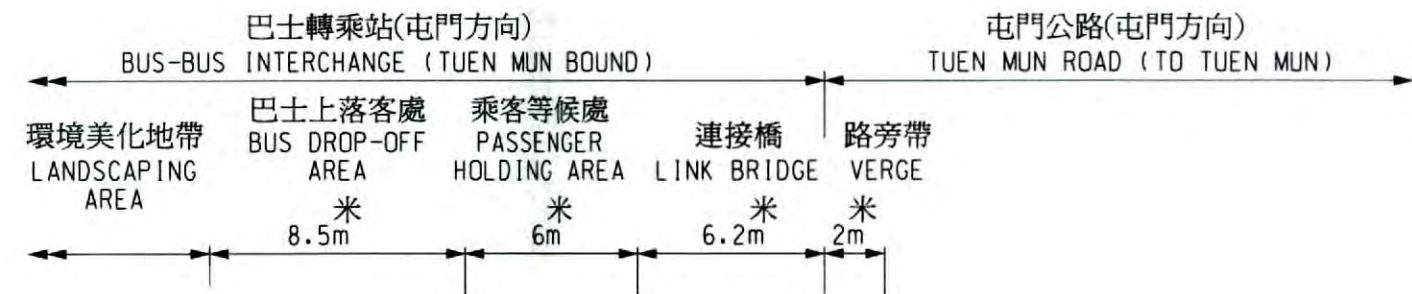 巴士轉乘站(屯門方向)
BUS-BUS INTERCHANGE (TUEN MUN BOUND)
屯門公路(屯門方向)
TUEN MUN ROAD (TO TUEN MUN)
環境美化地帶
LANDSCAPING
AREA
巴士上落客處
BUS DROP-OFF
AREA
米
8.5m
乘客等候處
PASSENGER
HOLDING AREA
米
6m
連接橋
LINK BRIDGE
米
6.2m
路旁帶
VERGE
米
2m